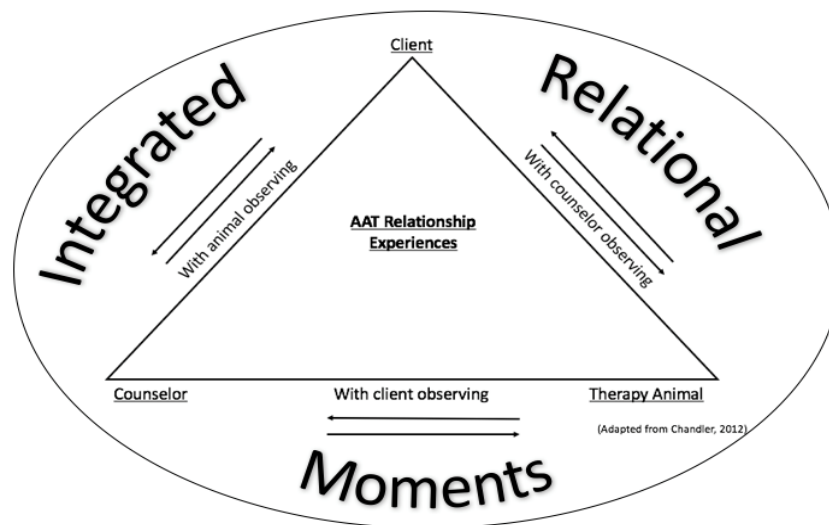 Client
Integrated
Relational
With animal observing
With counselor observing
AAT Relationship
Experiences
Counselor
With client observing
Therapy Animal
(Adapted from Chandler, 2012)
Moments